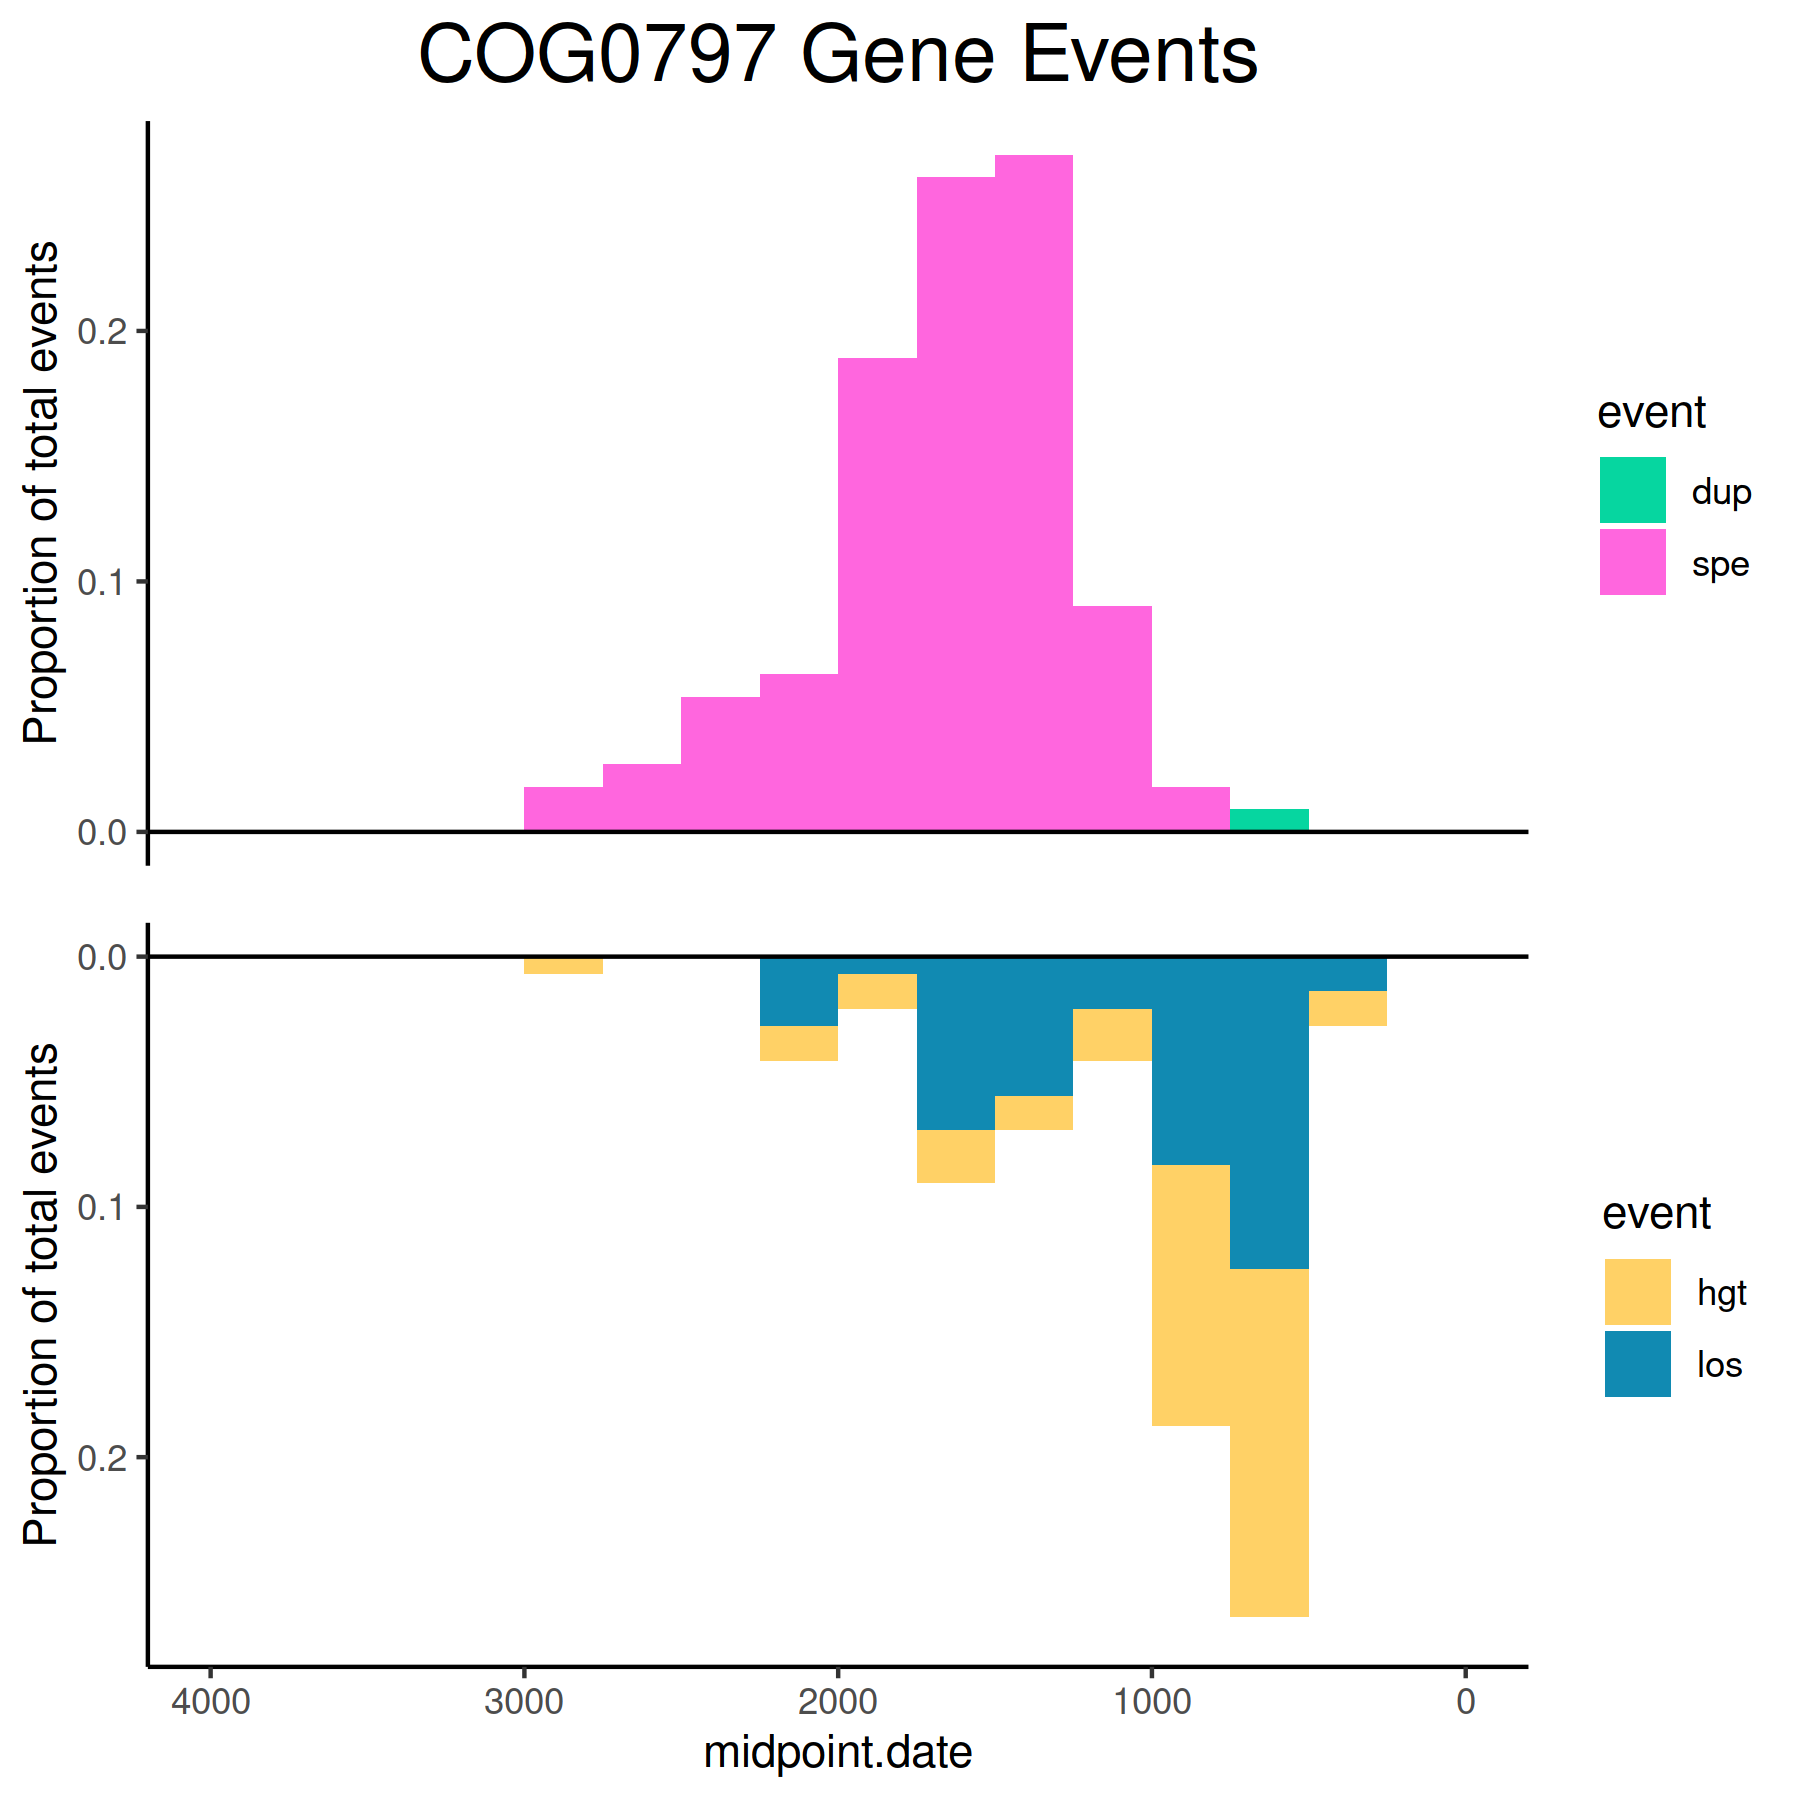 COG0797 Gene Events
Proportion of total events
0.2
0.1
0.0
event
dup
spe
Proportion of total events
0.0
0.1
0.2
event
hgt
los
4000 3000 2000 1000 0
midpoint.date